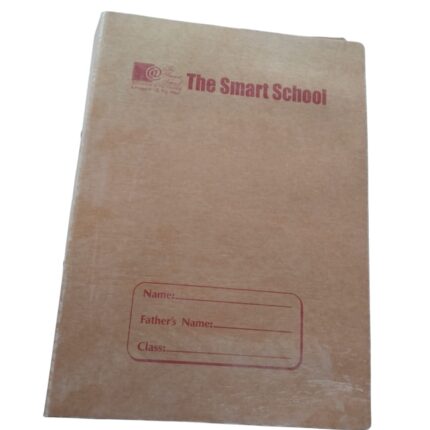 @
The Smart School
Name:
Father's Name:
Class: